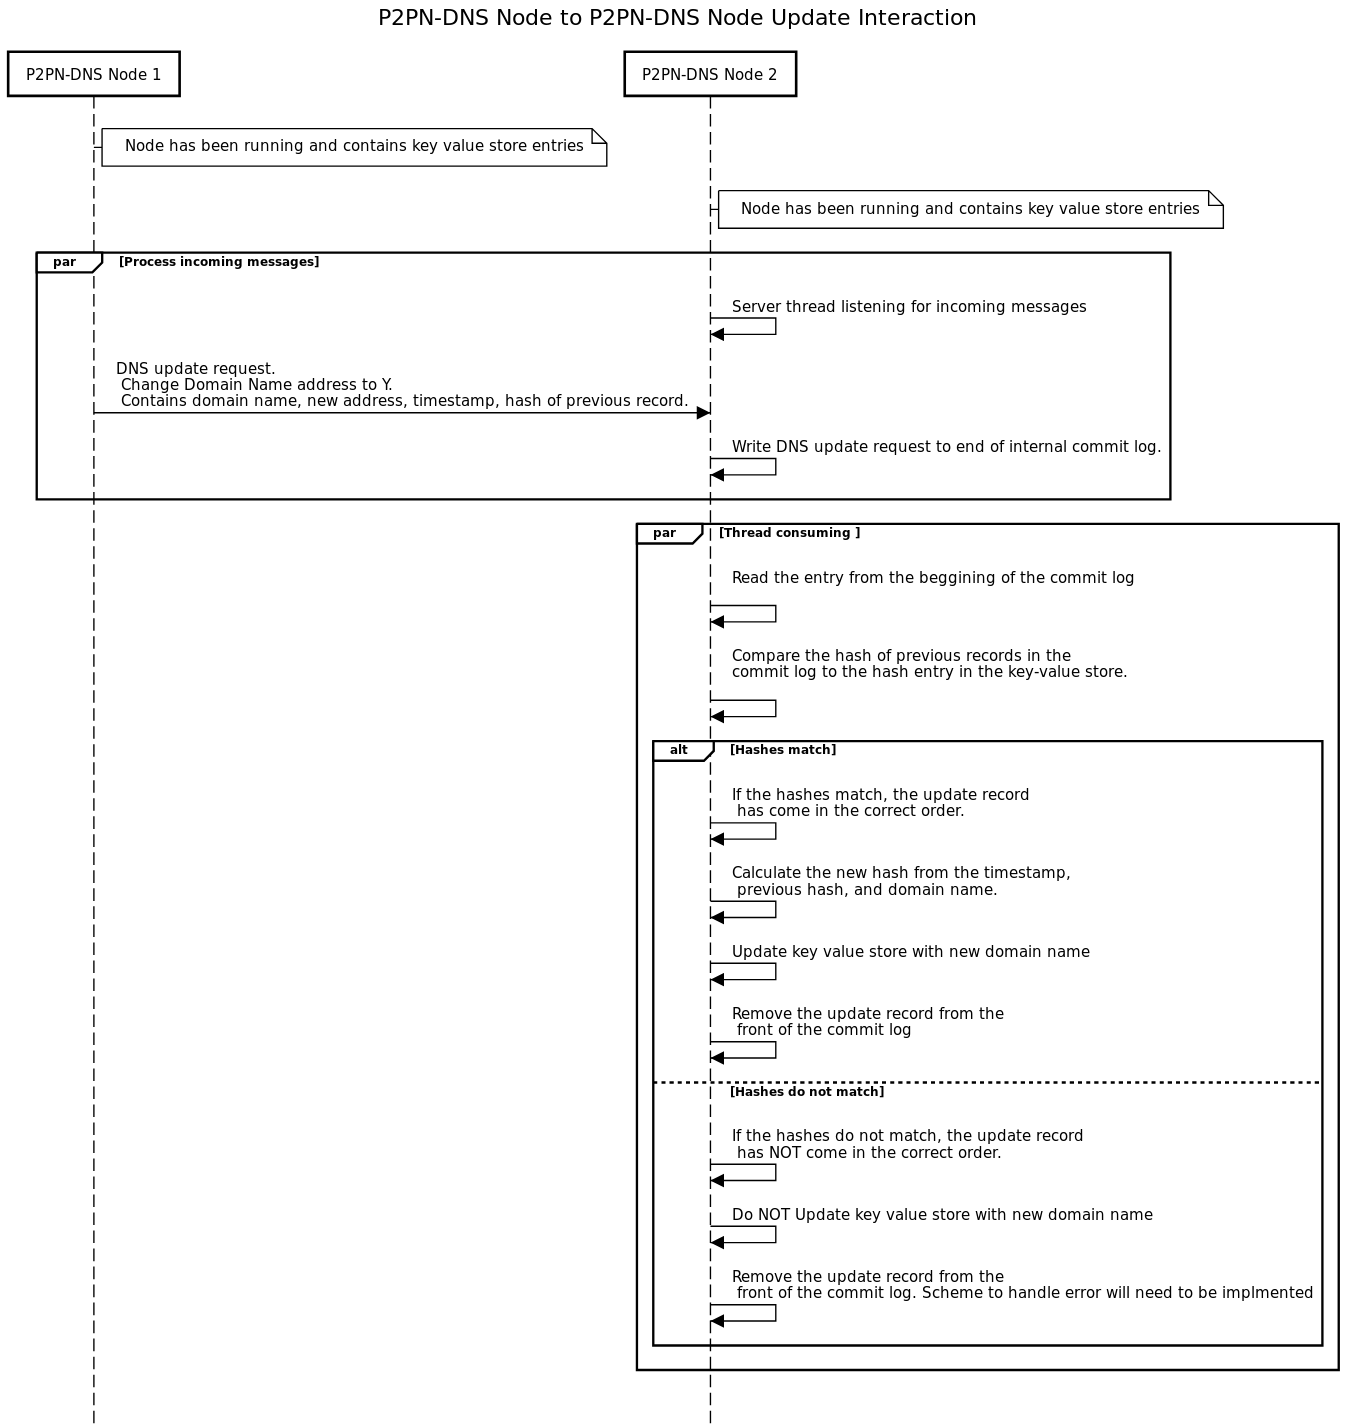 P2PN-DNS Node to P2PN-DNS Node Update Interaction
P2PN-DNS Node 1
P2PN-DNS Node 2
Node has been running and contains key value store entries
Node has been running and contains key value store entries
par
[Process incoming messages]
Server thread listening for incoming messages
DNS update request.
Change Domain Name address to Y.
Contains domain name, new address, timestamp, hash of previous record.
Write DNS update request to end of internal commit log.
par
[Thread consuming ]
Read the entry from the beggining of the commit log
Compare the hash of previous records in the
commit log to the hash entry in the key-value store.
alt
[Hashes match]
If the hashes match, the update record
has come in the correct order.
Calculate the new hash from the timestamp,
previous hash, and domain name.
Update key value store with new domain name
Remove the update record from the
front of the commit log
[Hashes do not match]
If the hashes do not match, the update record
has NOT come in the correct order.
Do NOT Update key value store with new domain name
Remove the update record from the
front of the commit log. Scheme to handle error will need to be implmented